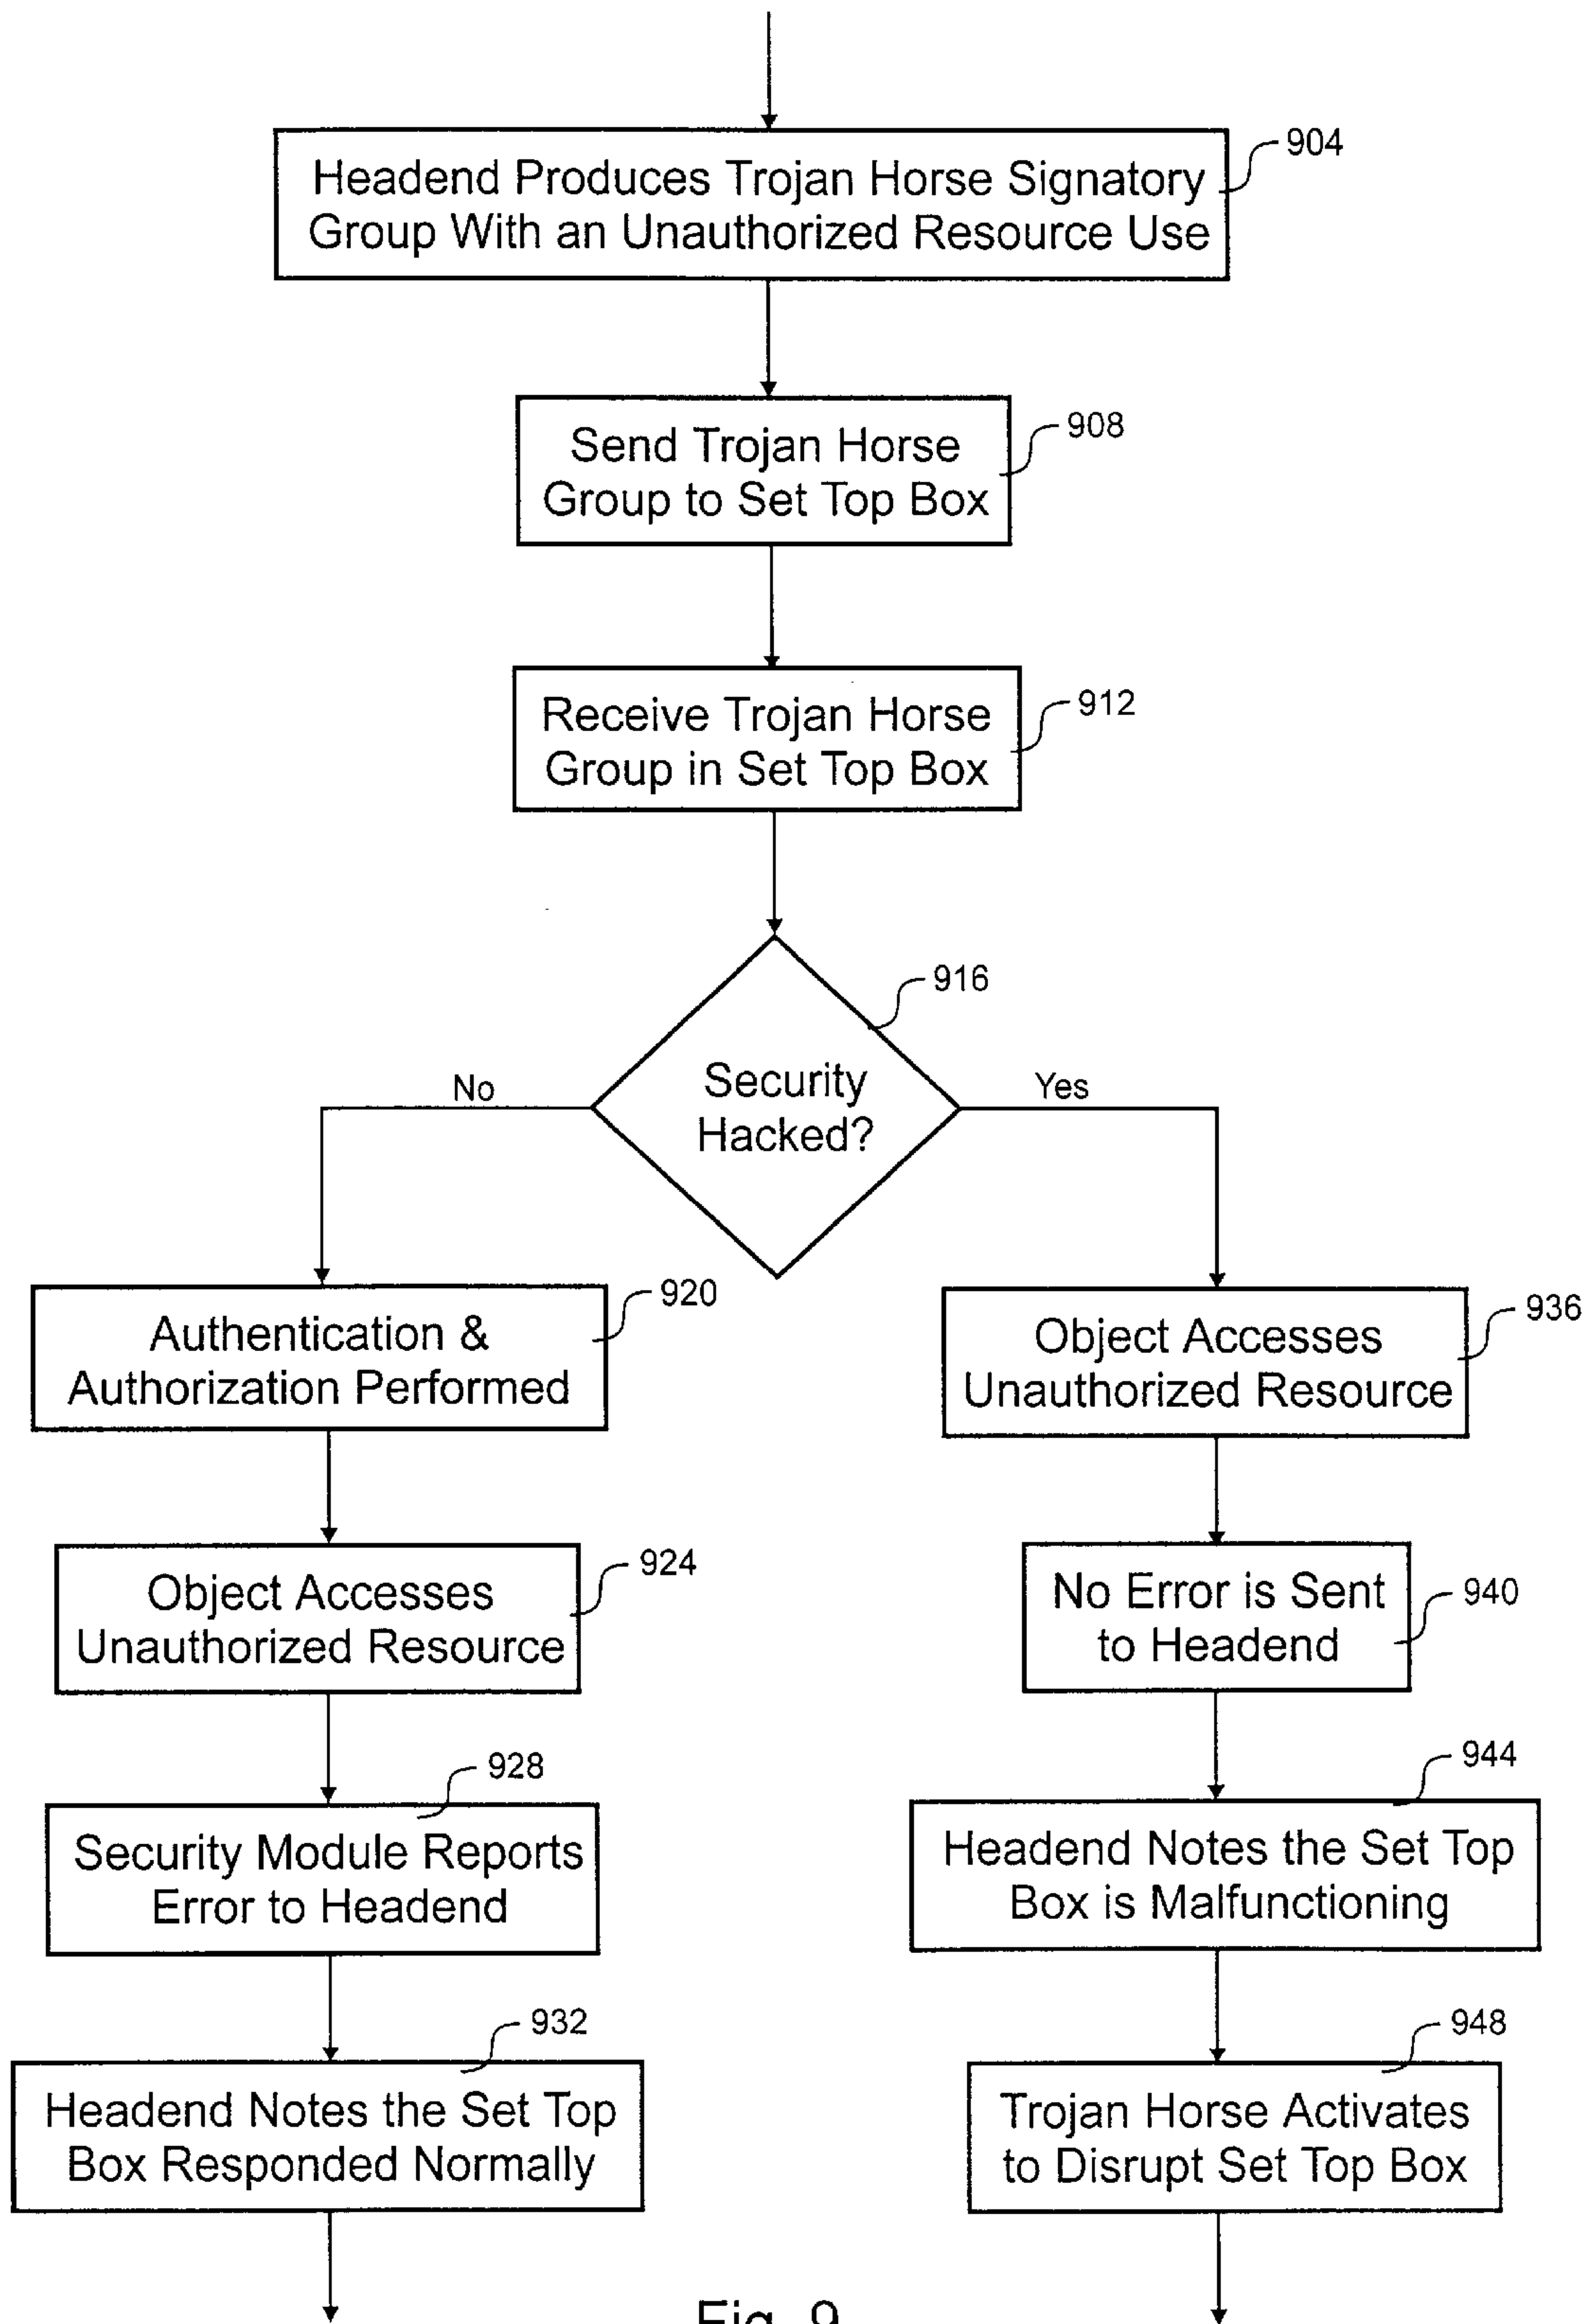 904
Headend Produces Trojan Horse Signatory
Group With an Unauthorized Resource Use
908
Send Trojan Horse
Group to Set Top Box
912
Receive Trojan Horse
Group in Set Top Box
916
Security
Hacked?
No
Yes
920
Authentication &
Authorization Performed
924
Object Accesses
Unauthorized Resource
928
Security Module Reports
Error to Headend
932
Headend Notes the Set Top
Box Responded Normally
936
Object Accesses
Unauthorized Resource
940
No Error is Sent
to Headend
944
Headend Notes the Set Top
Box is Malfunctioning
948
Trojan Horse Activates
to Disrupt Set Top Box
Fig. 9